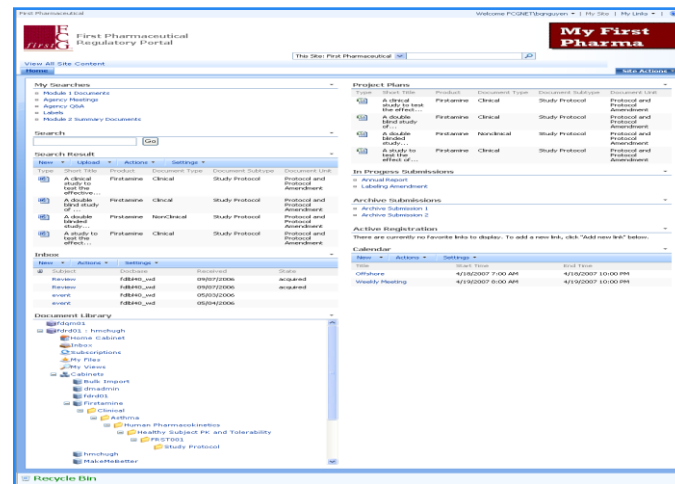 First Pharmaceutical
Welcome FCGNET\banguyen | My Site | My Links
First
FCG
First Pharmaceutical
Regulatory Portal
My First
Pharma
This Site: First Pharmaceutical
View All Site Content
Home
Site Actions
My Searches
Module 1 Documents
Agency Meetings
Agency Q&A
Labels
Module 2 Summary Documents
Search
Go
Search Result
New Upload Actions Settings
Type Short Title Product Document Type Document Subtype Document Unit
A clinical study to test the effective... Firstamine Clinical Study Protocol Protocol and Protocol Amendment
A double blind study of ... Firstamine Clinical Study Protocol Protocol and Protocol Amendment
A double blinded study... Firstamine NonClinical Study Protocol Protocol and Protocol Amendment
A study to test the effect... Firstamine Clinical Study Protocol Protocol and Protocol Amendment
Inbox
New Actions Settings
Subject Docbase Received State
Review fdlbl40_wd 09/07/2006 acquired
Review fdlbl40_wd 09/07/2006 acquired
event fdlbl40_wd 05/03/2006
event fdlbl40_wd 05/04/2006
Document Library
fdqm01
fdrd01 : hmchugh
Home Cabinet
Inbox
Subscriptions
My Files
My Views
Cabinets
Bulk Import
dmadmin
fdrd01
Firstamine
Clinical
Asthma
Human Pharmacokinetics
Healthy Subject PK and Tolerability
FRST001
Study Protocol
hmchugh
MakeMeBetter
Project Plans
Type Short Title Product Document Type Document Subtype Document Unit
A clinical study to test the effect... Firstamine Clinical Study Protocol Protocol and Protocol Amendment
A double blind study of... Firstamine Clinical Study Protocol Protocol and Protocol Amendment
A double blinded study... Firstamine Nonclinical Study Protocol Protocol and Protocol Amendment
A study to test the effect of... Firstamine Clinical Study Protocol Protocol and Protocol Amendment
In Progess Submissions
Annual Report
Labeling Amendment
Archive Submissions
Archive Submission 1
Archive Submission 2
Active Registration
There are currently no favorite links to display. To add a new link, click "Add new link" below.
Calendar
New Actions Settings
Title Start Time End Time
Offshore 4/18/2007 7:00 AM 4/18/2007 10:00 PM
Weekly Meeting 4/19/2007 8:00 AM 4/19/2007 10:00 PM
Recycle Bin